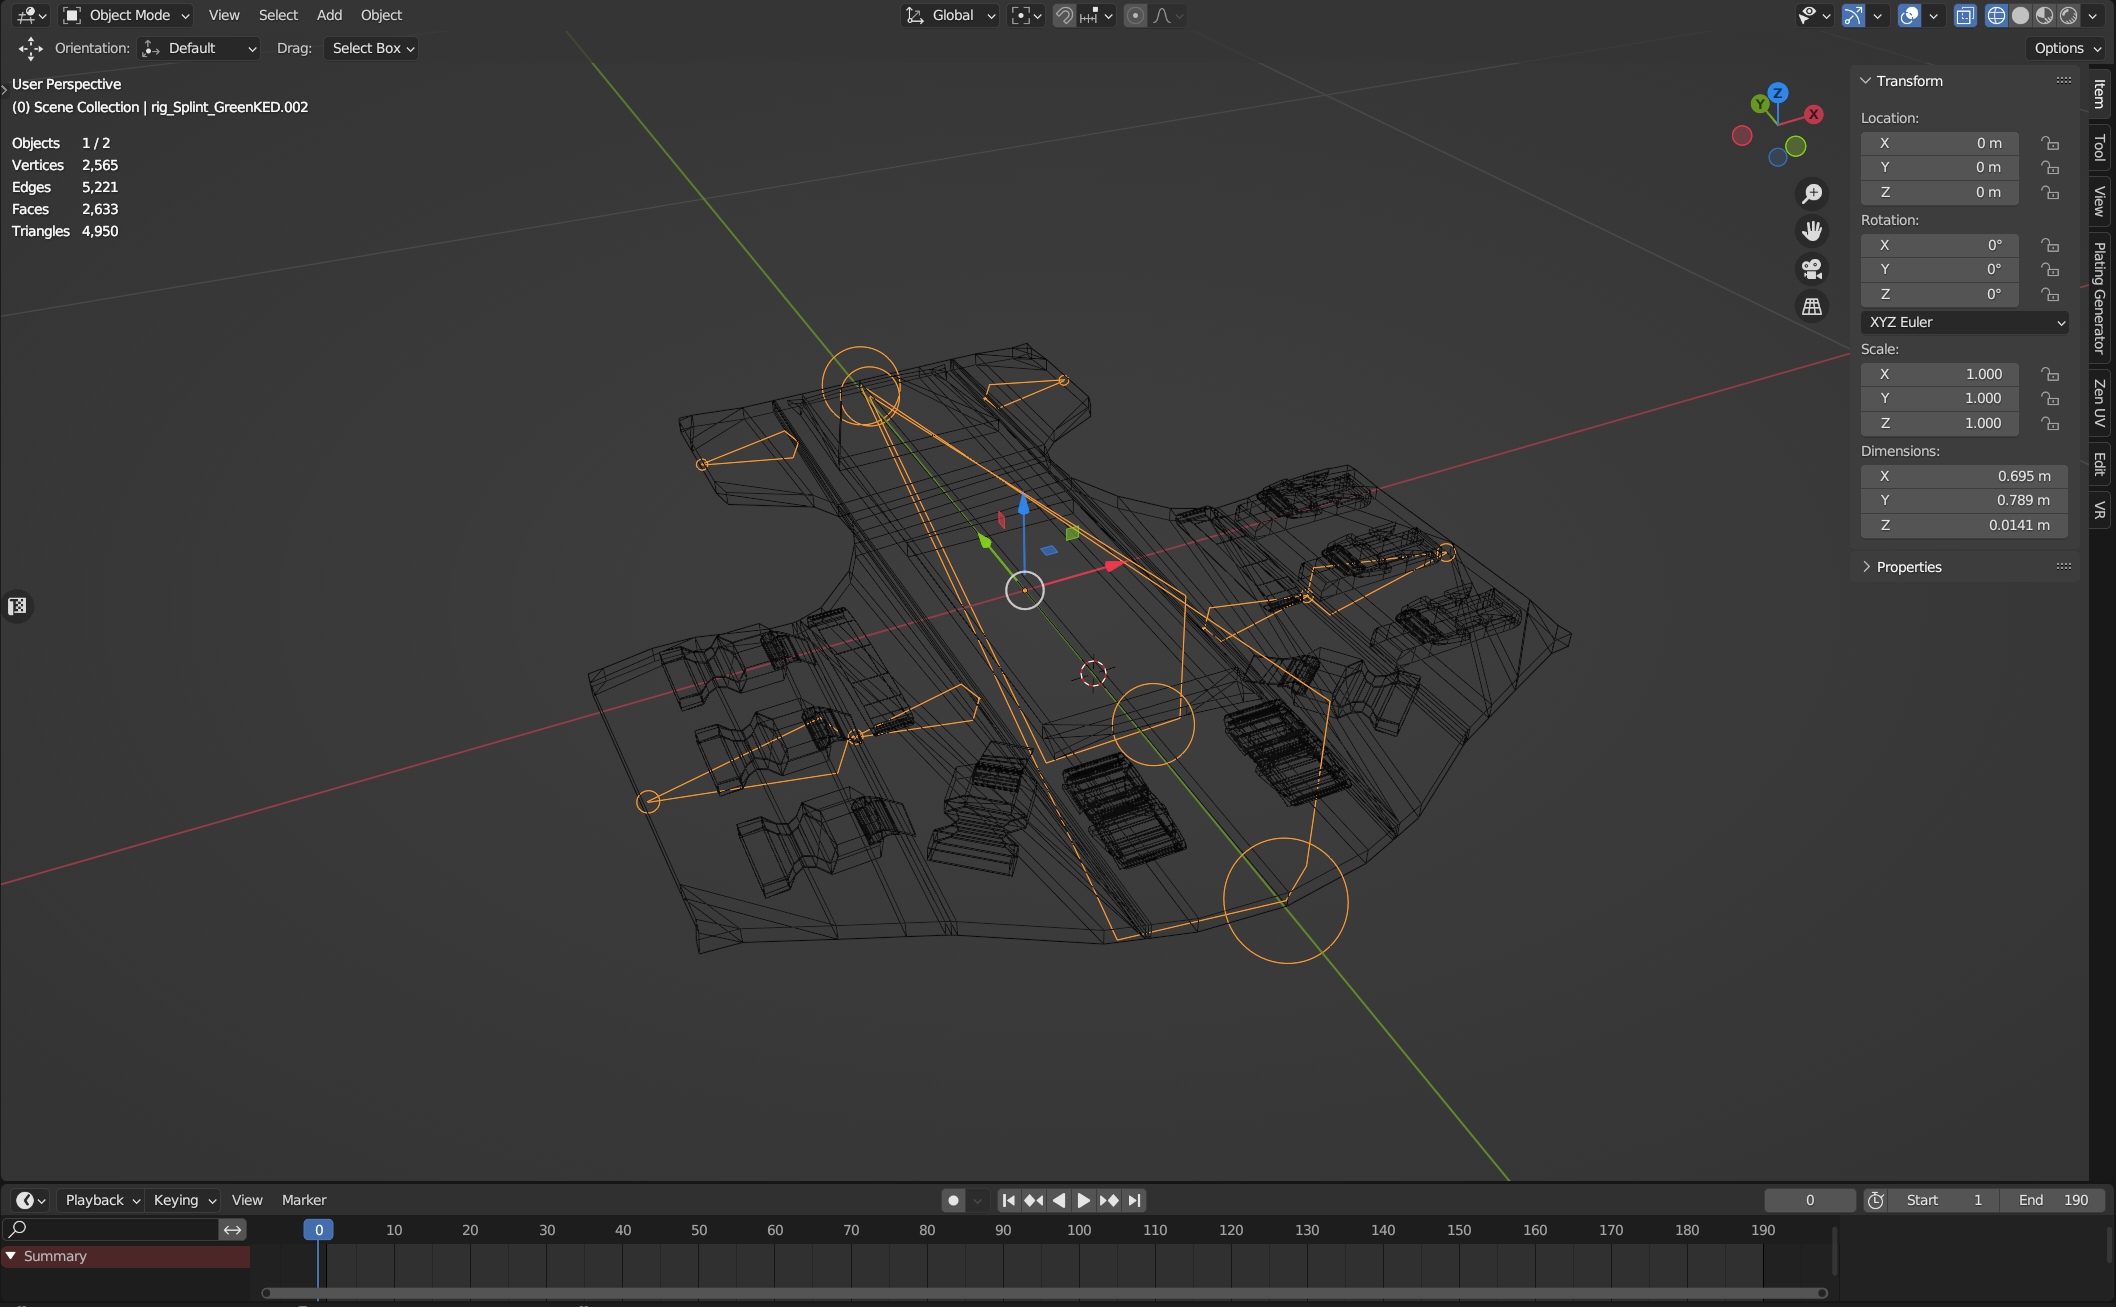 Object Mode View Select Add Object Global
Orientation: Default Drag: Select Box Options
User Perspective
(0) Scene Collection | rig_Splint_GreenKED.002
Objects 1 / 2
Vertices 2,565
Edges 5,221
Faces 2,633
Triangles 4,950
Z
Y
X
Transform
Location:
X 0 m
Y 0 m
Z 0 m
Rotation:
X 0°
Y 0°
Z 0°
XYZ Euler
Scale:
X 1.000
Y 1.000
Z 1.000
Dimensions:
X 0.695 m
Y 0.789 m
Z 0.0141 m
Properties
Item
Tool
View
Plating Generator
Zen UV
Edit
VR
Playback Keying View Marker 0 Start 1 End 190
0 10 20 30 40 50 60 70 80 90 100 110 120 130 140 150 160 170 180 190
Summary